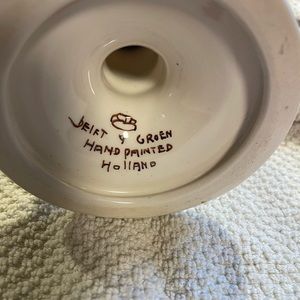 DElft & GROEN
HAND PAINTED
HOllAND